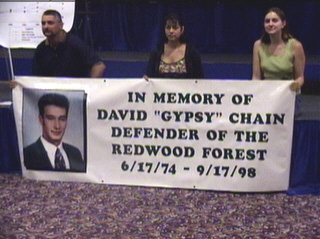 IN MEMORY OF
DAVID "GYPSY" CHAIN
DEFENDER OF THE
REDWOOD FOREST
6/17/74 - 9/17/98